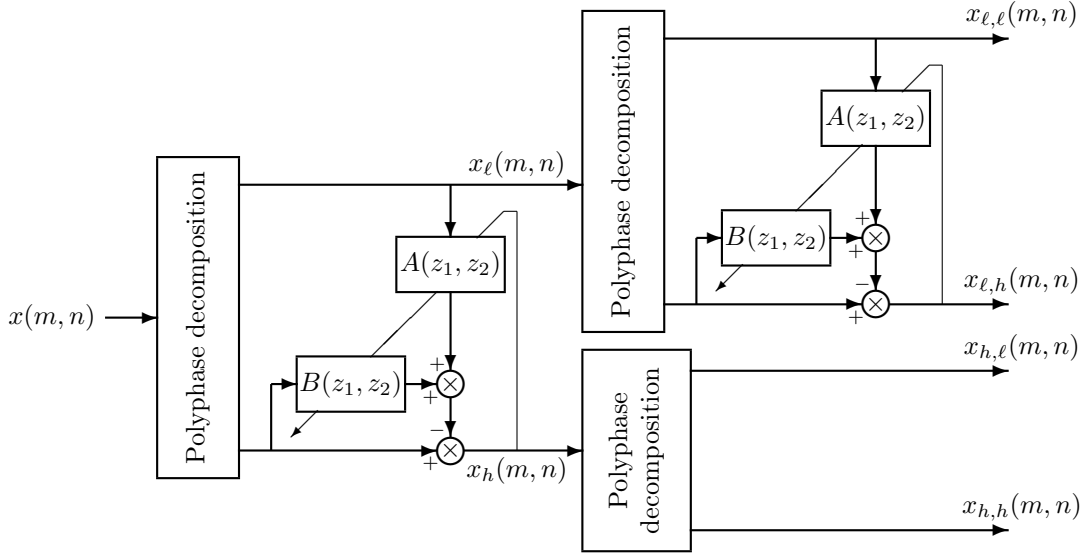 x_{ℓ,ℓ}(m, n)
Polyphase decomposition
A(z_1, z_2)
x_ℓ(m, n)
Polyphase decomposition
B(z_1, z_2)
+
+
×
A(z_1, z_2)
−
+
×
x_{ℓ,h}(m, n)
x(m, n)
x_{h,ℓ}(m, n)
B(z_1, z_2)
+
+
×
Polyphase
decomposition
−
+
×
x_h(m, n)
x_{h,h}(m, n)